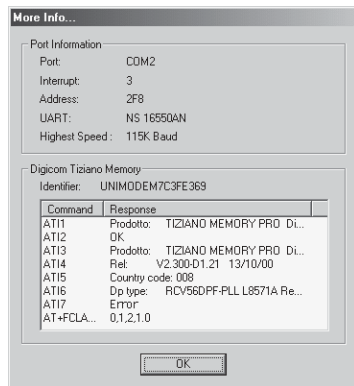 More Info...
Port Information
Port: COM2
Interrupt: 3
Address: 2F8
UART: NS 16550AN
Highest Speed : 115K Baud
Digicom Tiziano Memory
Identifier: UNIMODEM7C3FE369
Command Response
ATI1 Prodotto: TIZIANO MEMORY PRO Di...
ATI2 OK
ATI3 Prodotto: TIZIANO MEMORY PRO Di...
ATI4 Rel: V2.300-D1.21 13/10/00
ATI5 Country code: 008
ATI6 Dp type: RCV56DPF-PLL L8571A Re...
ATI7 Error
AT+FCLA... 0,1,2,1.0
OK